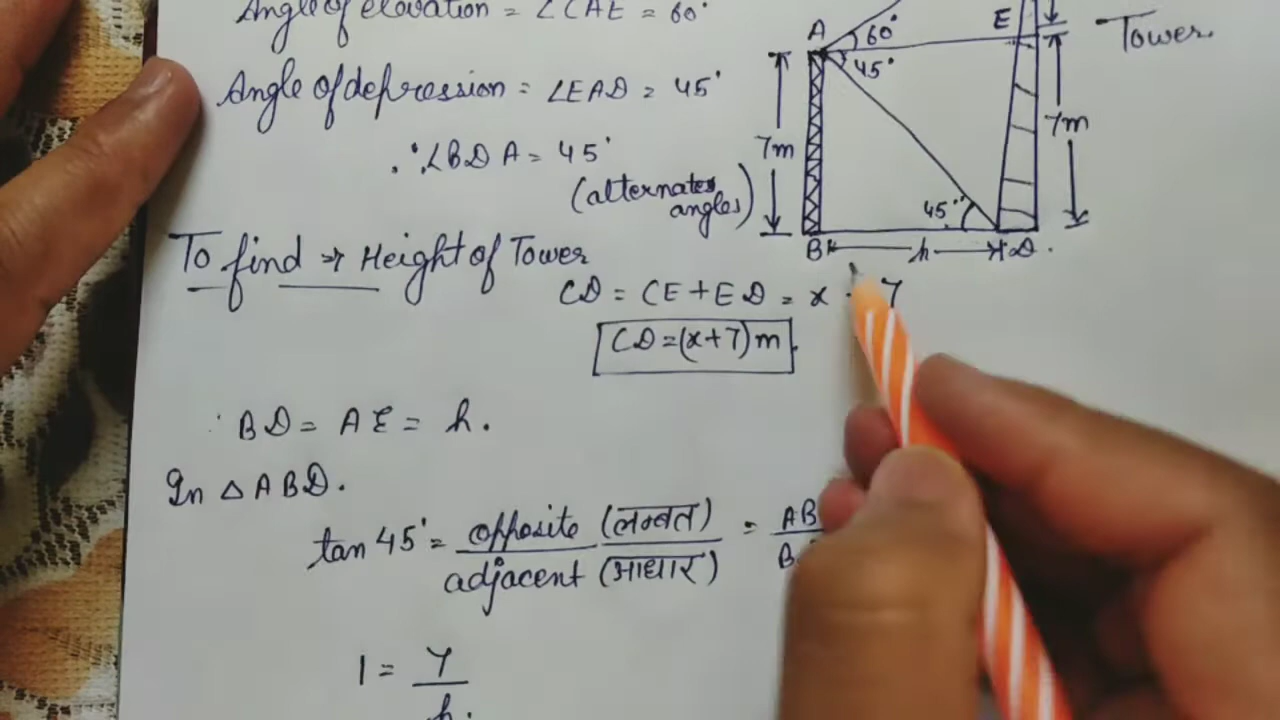 Angle of elevation = ∠CAE = 60°
Angle of depression = ∠EAD = 45°
∴ ∠BDA = 45°
(alternates angles)
To find → Height of Tower
CD = CE + ED = x + 7
CD = (x+7) m.
BD = AE = h.
In △ABD.
tan 45° = opposite (लम्बत) / adjacent (आधार) = AB / B
1 = 7 / h.
A
60°
45°
E
Tower.
7m
7m
45°
B
h
D.